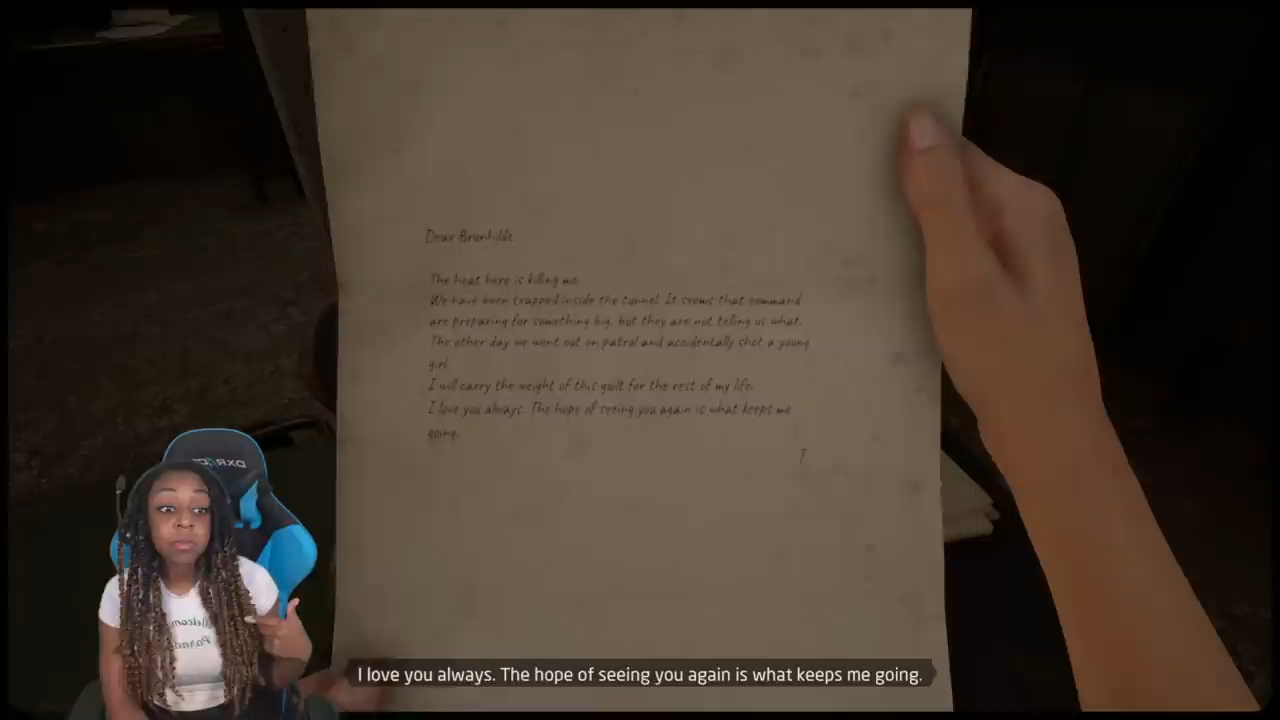 Dear Brunhilde,
The heat here is killing me.
We have been trapped inside the tunnel. It seems that command
are preparing for something big, but they are not telling us what.
The other day we went out on patrol and accidentally shot a young
girl.
I will carry the weight of this guilt for the rest of my life.
I love you always. The hope of seeing you again is what keeps me
going.
T
DXRACER
Welcome
Parad
I love you always. The hope of seeing you again is what keeps me going.